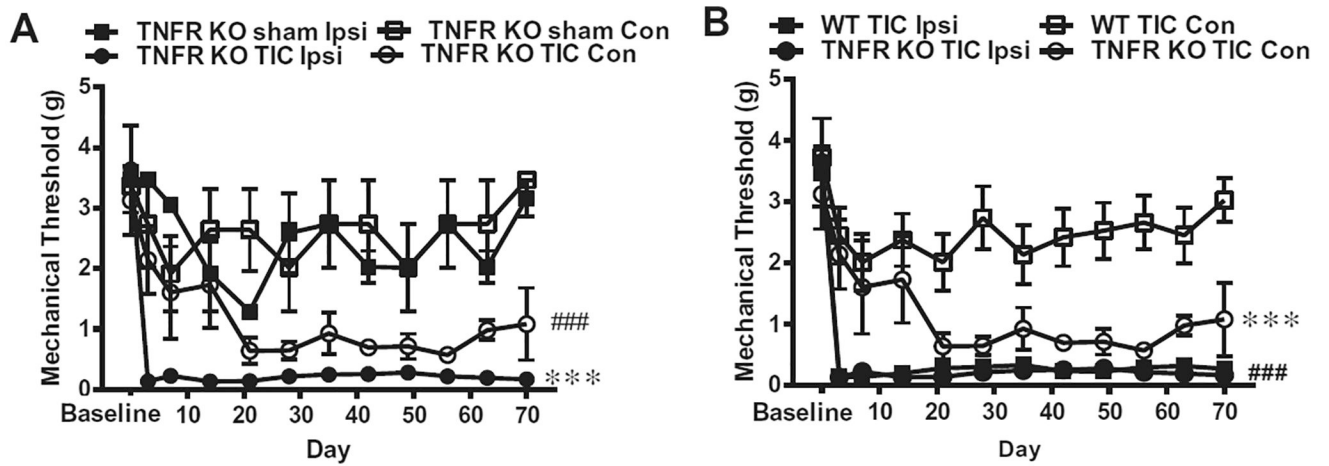 A
TNFR KO sham Ipsi TNFR KO sham Con
TNFR KO TIC Ipsi TNFR KO TIC Con
Mechanical Threshold (g)
5
4
3
2
1
0
###
***
Baseline 10 20 30 40 50 60 70
Day
B
WT TIC Ipsi WT TIC Con
TNFR KO TIC Ipsi TNFR KO TIC Con
Mechanical Threshold (g)
5
4
3
2
1
0
***
###
Baseline 10 20 30 40 50 60 70
Day